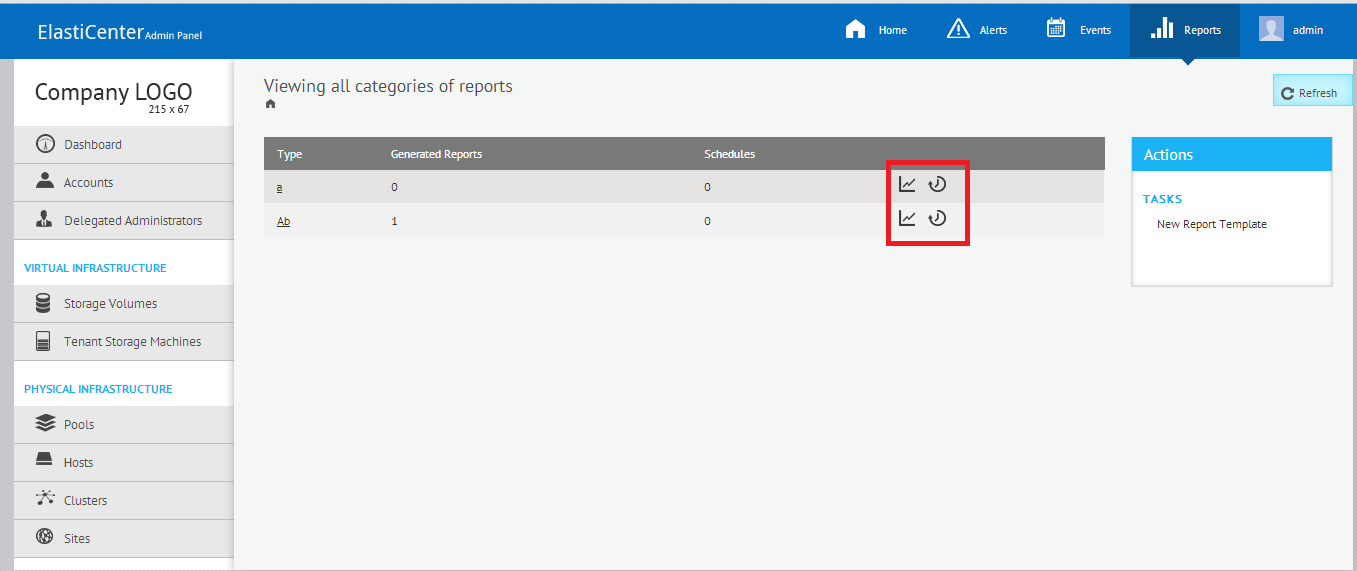 ElastiCenter Admin Panel
Home
Alerts
Events
Reports
admin
Company LOGO
215 x 67
Dashboard
Accounts
Delegated Administrators
VIRTUAL INFRASTRUCTURE
Storage Volumes
Tenant Storage Machines
PHYSICAL INFRASTRUCTURE
Pools
Hosts
Clusters
Sites
Viewing all categories of reports
Refresh
Type Generated Reports Schedules
a 0 0
Ab 1 0
Actions
TASKS
New Report Template